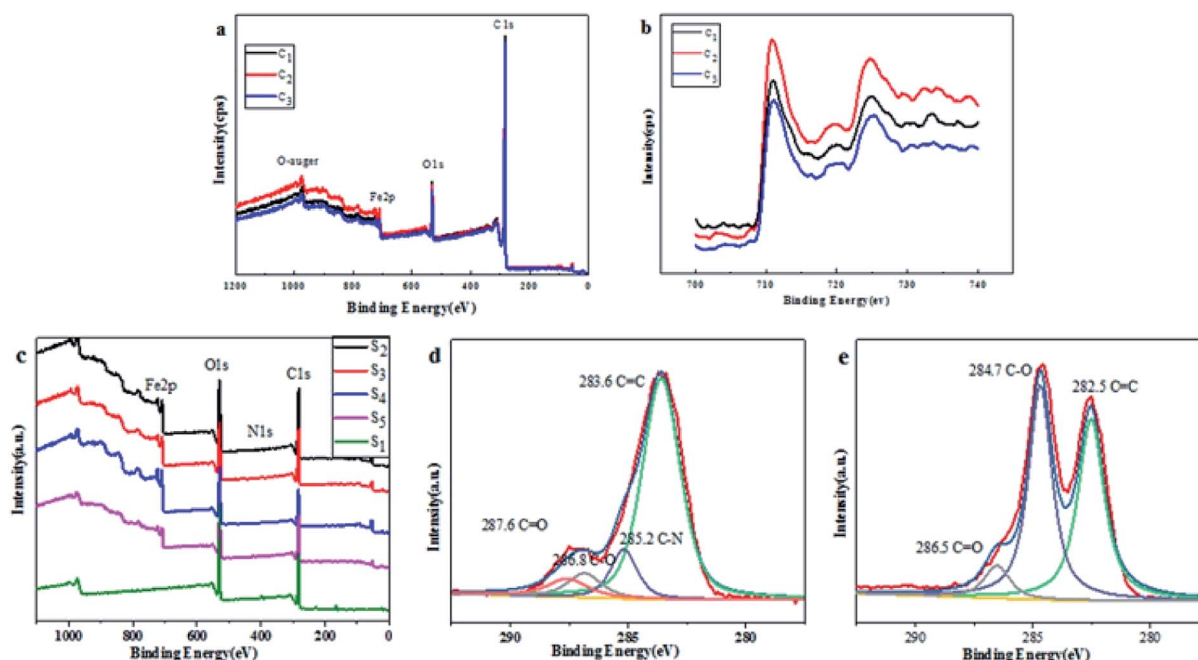 a
C1s
C1
C2
C3
O-auger
Fe2p
O1s
Intensity(cps)
1200 1000 800 600 400 200 0
Binding Energy(eV)
b
C1
C2
C3
Intensity(cps)
700 710 720 730 740
Binding Energy(ev)
c
S2
S3
S4
S5
S1
Fe2p
O1s
N1s
C1s
Intensity(a.u.)
1000 800 600 400 200 0
Binding Energy(eV)
d
283.6 C=C
287.6 C=O
286.8 C-O
285.2 C-N
Intensity(a.u.)
290 285 280
Binding Energy(eV)
e
284.7 C-O
282.5 C=C
286.5 C=O
Intensity(a.u.)
290 285 280
Binding Energy(eV)